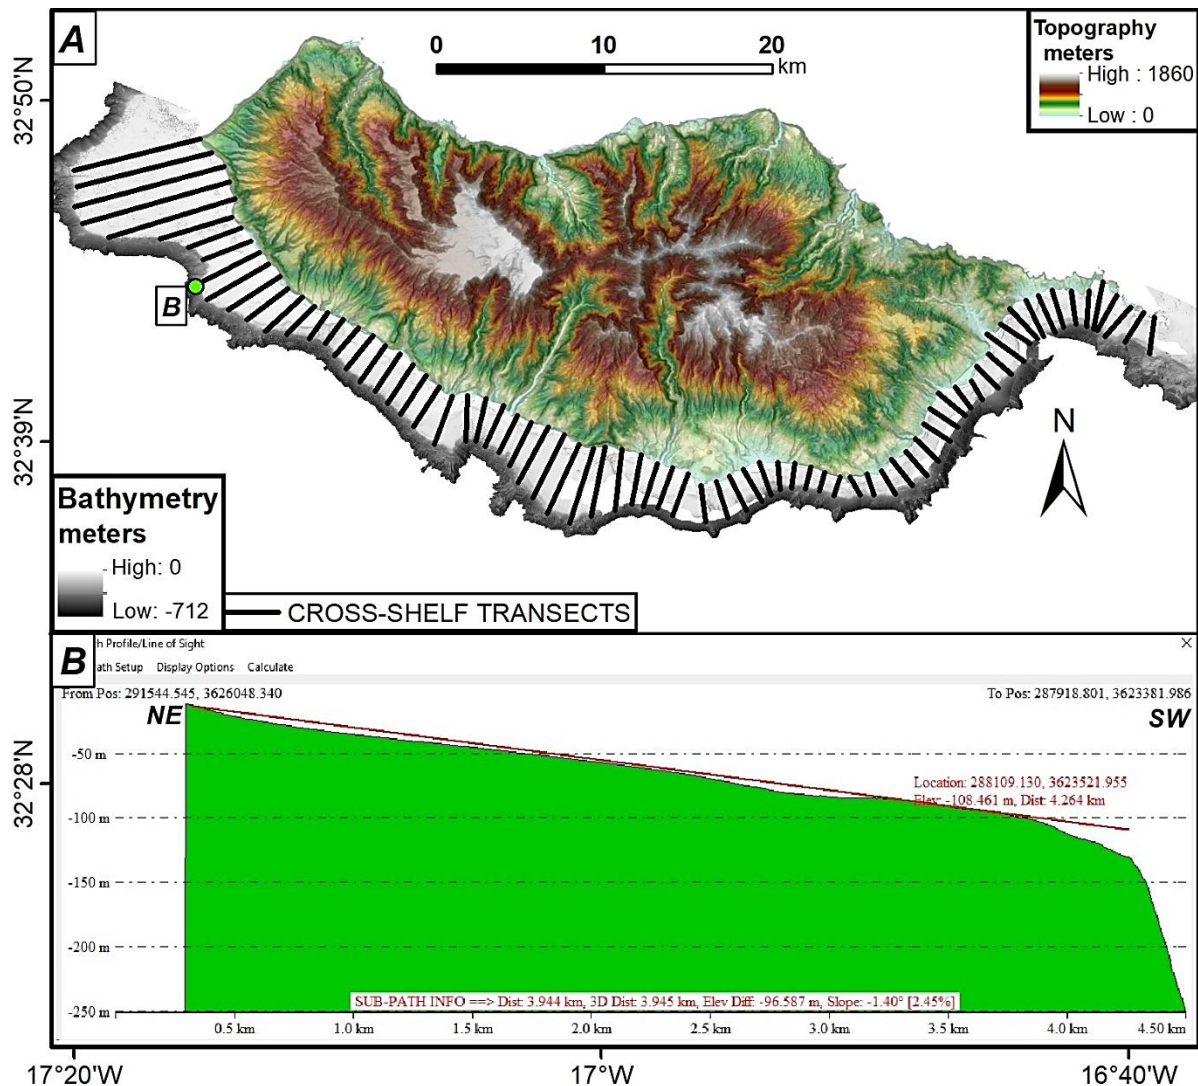 A
0 10 20
km
Topography
meters
High : 1860
Low : 0
32°50'N
B
32°39'N
N
Bathymetry
meters
High: 0
Low: -712
CROSS-SHELF TRANSECTS
B
h Profile/Line of Sight
ath Setup Display Options Calculate
From Pos: 291544.545, 3626048.340
To Pos: 287918.801, 3623381.986
NE
SW
32°28'N
-50 m
Location: 288109.130, 3623521.955
Elev: -108.461 m, Dist: 4.264 km
-100 m
-150 m
-200 m
SUB-PATH INFO ==> Dist: 3.944 km, 3D Dist: 3.945 km, Elev Diff: -96.587 m, Slope: -1.40° [2.45%]
-250 m
0.5 km 1.0 km 1.5 km 2.0 km 2.5 km 3.0 km 3.5 km 4.0 km 4.50 km
17°20'W 17°W 16°40'W